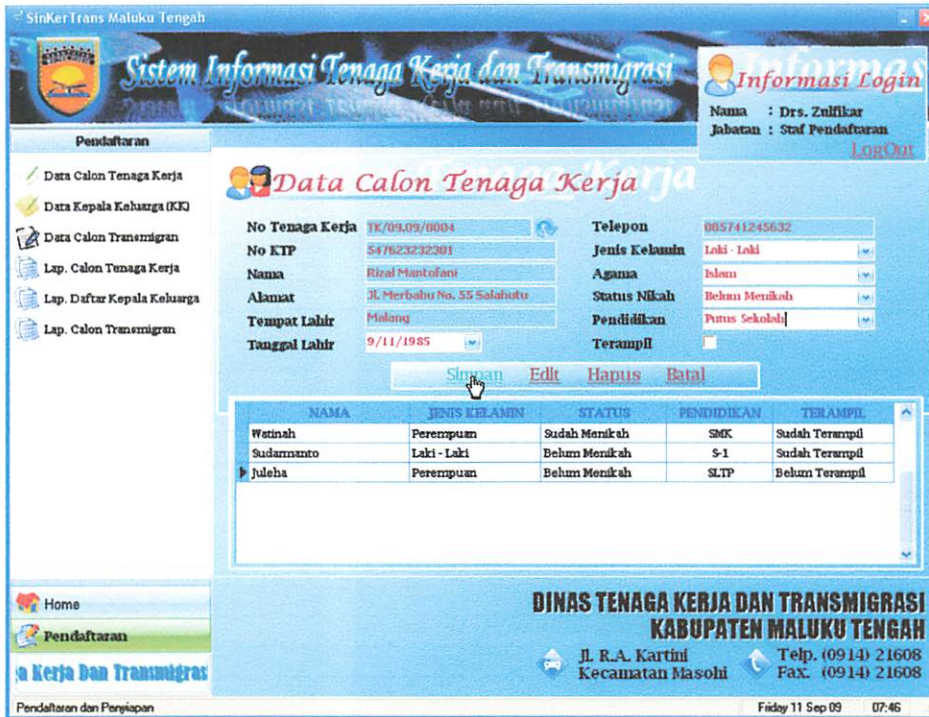 SinKerTrans Maluku Tengah
Sistem Informasi Tenaga Kerja dan Transmigrasi
Informasi Login
Nama : Drs. Zulfikar
Jabatan : Staf Pendaftaran
LogOut
Pendaftaran
Data Calon Tenaga Kerja
Data Kepala Keluarga (KK)
Data Calon Transmigran
Lap. Calon Tenaga Kerja
Lap. Daftar Kepala Keluarga
Lap. Calon Transmigran
Data Calon Tenaga Kerja
No Tenaga Kerja TK/09.09/0004
No KTP 547623232301
Nama Rizal Mantofani
Alamat Jl. Merbabu No. 55 Salahutu
Tempat Lahir Malang
Tanggal Lahir 9/11/1985
Telepon 085741245632
Jenis Kelamin Laki - Laki
Agama Islam
Status Nikah Belum Menikah
Pendidikan Putus Sekolah
Terampil
Simpan Edit Hapus Batal
NAMA JENIS KELAMIN STATUS PENDIDIKAN TERAMPIL
Watinah Perempuan Sudah Menikah SMK Sudah Terampil
Sudarmanto Laki - Laki Belum Menikah S-1 Sudah Terampil
Juleha Perempuan Belum Menikah SLTP Belum Terampil
Home
Pendaftaran
a Kerja Dan Transmigras
DINAS TENAGA KERJA DAN TRANSMIGRASI
KABUPATEN MALUKU TENGAH
Jl. R.A. Kartini
Kecamatan Masohi
Telp. (0914) 21608
Fax. (0914) 21608
Pendaftaran dan Penyiapan
Friday 11 Sep 09 07:46